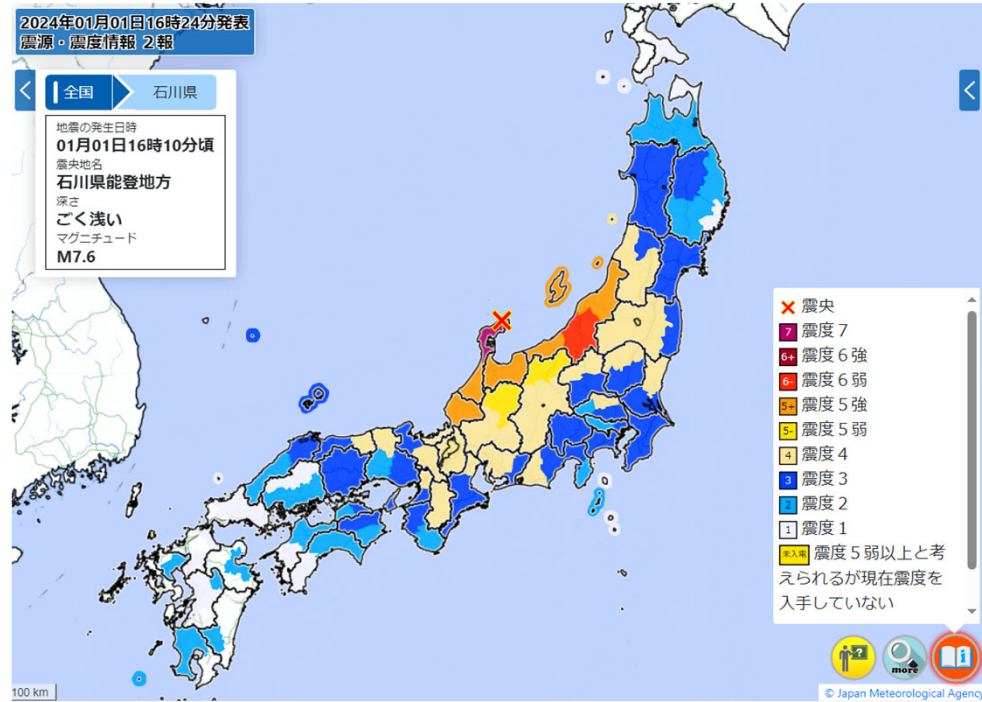 2024年01月01日16時24分発表
震源・震度情報 2報
全国
石川県
地震の発生日時
01月01日16時10分頃
震央地名
石川県能登地方
深さ
ごく浅い
マグニチュード
M7.6
震央
7 震度7
6+ 震度6強
6- 震度6弱
5+ 震度5強
5- 震度5弱
4 震度4
3 震度3
2 震度2
1 震度1
未入電 震度5弱以上と考
えられるが現在震度を
入手していない
?
more
i
100 km
© Japan Meteorological Agency